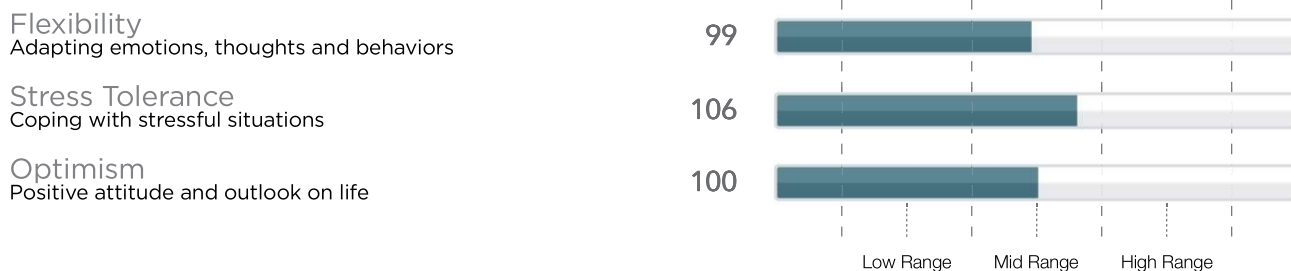 Flexibility
Adapting emotions, thoughts and behaviors
99
Stress Tolerance
Coping with stressful situations
106
Optimism
Positive attitude and outlook on life
100
Low Range Mid Range High Range